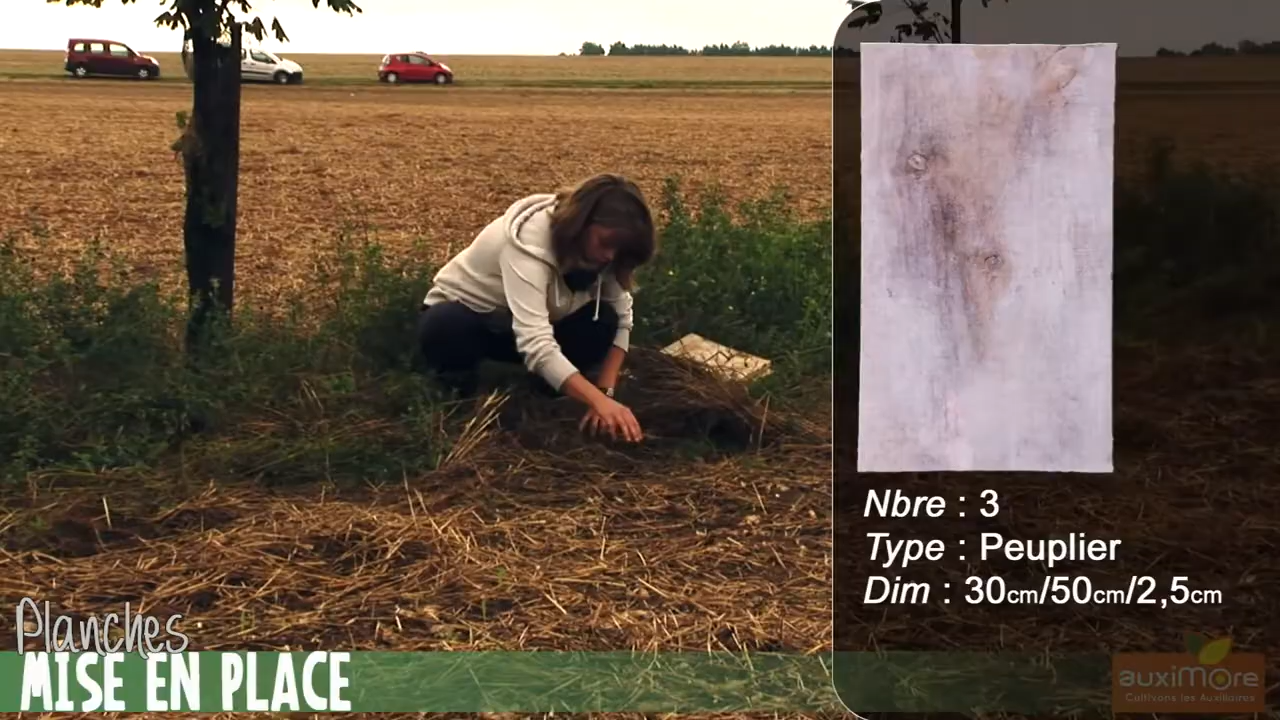 Nbre : 3
Type : Peuplier
Dim : 30cm/50cm/2,5cm
Planches
MISE EN PLACE
auximore
Cultivons les Auxiliaires